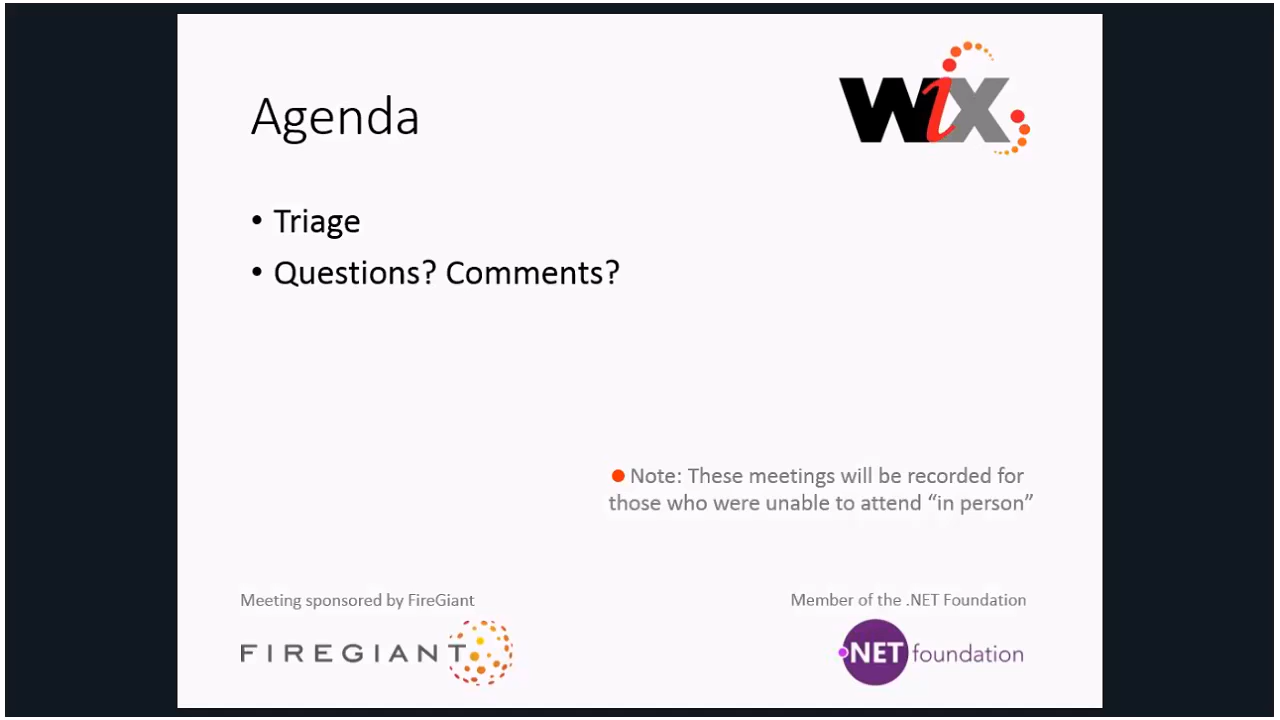 Agenda
WiX
• Triage
• Questions? Comments?
Note: These meetings will be recorded for
those who were unable to attend “in person”
Meeting sponsored by FireGiant
FIREGIANT
Member of the .NET Foundation
.NET foundation